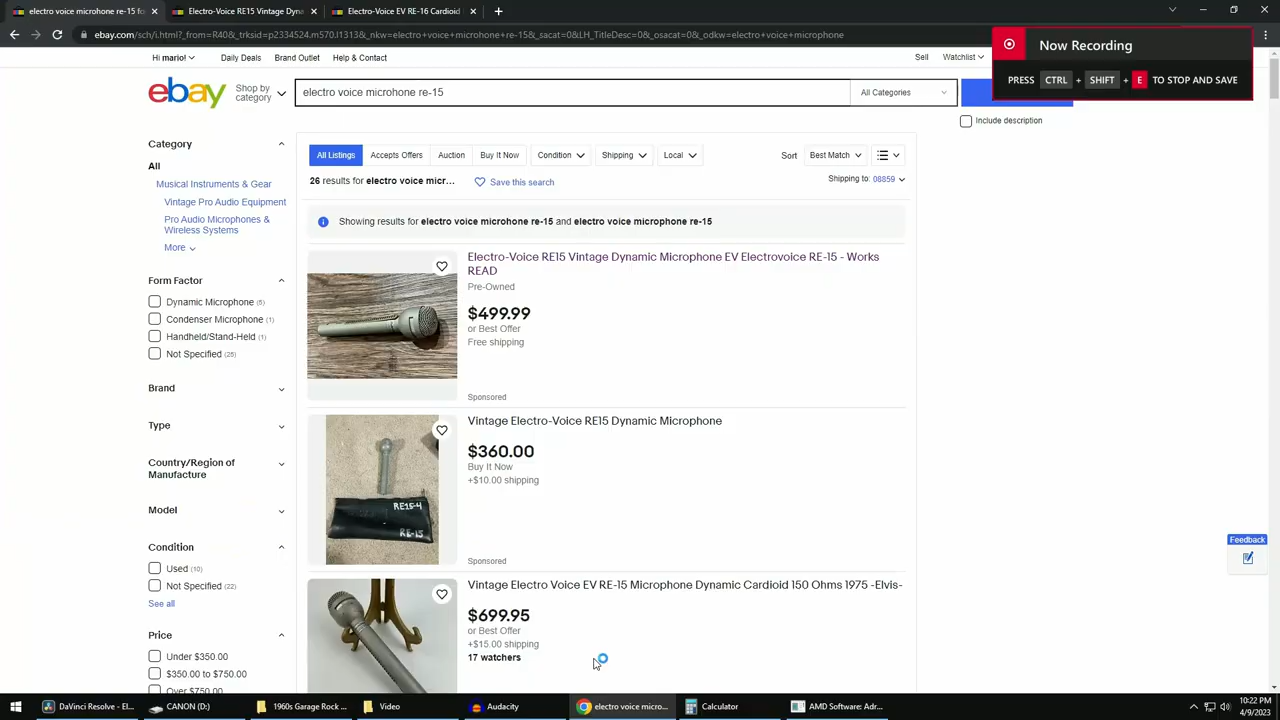 electro voice microphone re-15 fo
Electro-Voice RE15 Vintage Dyna
Electro-Voice EV RE-16 Cardioid
ebay.com/sch/i.html?_from=R40&_trksid=p2334524.m570.l1313&_nkw=electro+voice+microphone+re-15&_sacat=0&LH_TitleDesc=0&_osacat=0&_odkw=electro+voice+microphone
Now Recording
PRESS CTRL + SHIFT + E TO STOP AND SAVE
Hi mario!
Daily Deals
Brand Outlet
Help & Contact
Sell
Watchlist
ebay
Shop by category
electro voice microphone re-15
All Categories
Include description
Category
All
Musical Instruments & Gear
Vintage Pro Audio Equipment
Pro Audio Microphones &
Wireless Systems
More
Form Factor
Dynamic Microphone (6)
Condenser Microphone (1)
Handheld/Stand-Held (1)
Not Specified (25)
Brand
Type
Country/Region of
Manufacture
Model
Condition
Used (10)
Not Specified (22)
See all
Price
Under $350.00
$350.00 to $750.00
Over $750.00
All Listings
Accepts Offers
Auction
Buy It Now
Condition
Shipping
Local
Sort
Best Match
26 results for electro voice micr...
Save this search
Shipping to: 08859
Showing results for electro voice microhone re-15 and electro voice microphone re-15
Electro-Voice RE15 Vintage Dynamic Microphone EV Electrovoice RE-15 - Works
READ
Pre-Owned
$499.99
or Best Offer
Free shipping
Sponsored
Vintage Electro-Voice RE15 Dynamic Microphone
$360.00
Buy It Now
+$10.00 shipping
RE15-4
RE-15
Sponsored
Vintage Electro Voice EV RE-15 Microphone Dynamic Cardioid 150 Ohms 1975 -Elvis-
$699.95
or Best Offer
+$15.00 shipping
17 watchers
Feedback
DaVinci Resolve - El...
CANON (D:)
1960s Garage Rock ...
Video
Audacity
electro voice micro...
Calculator
AMD Software: Adr...
10:22 PM
4/9/2023